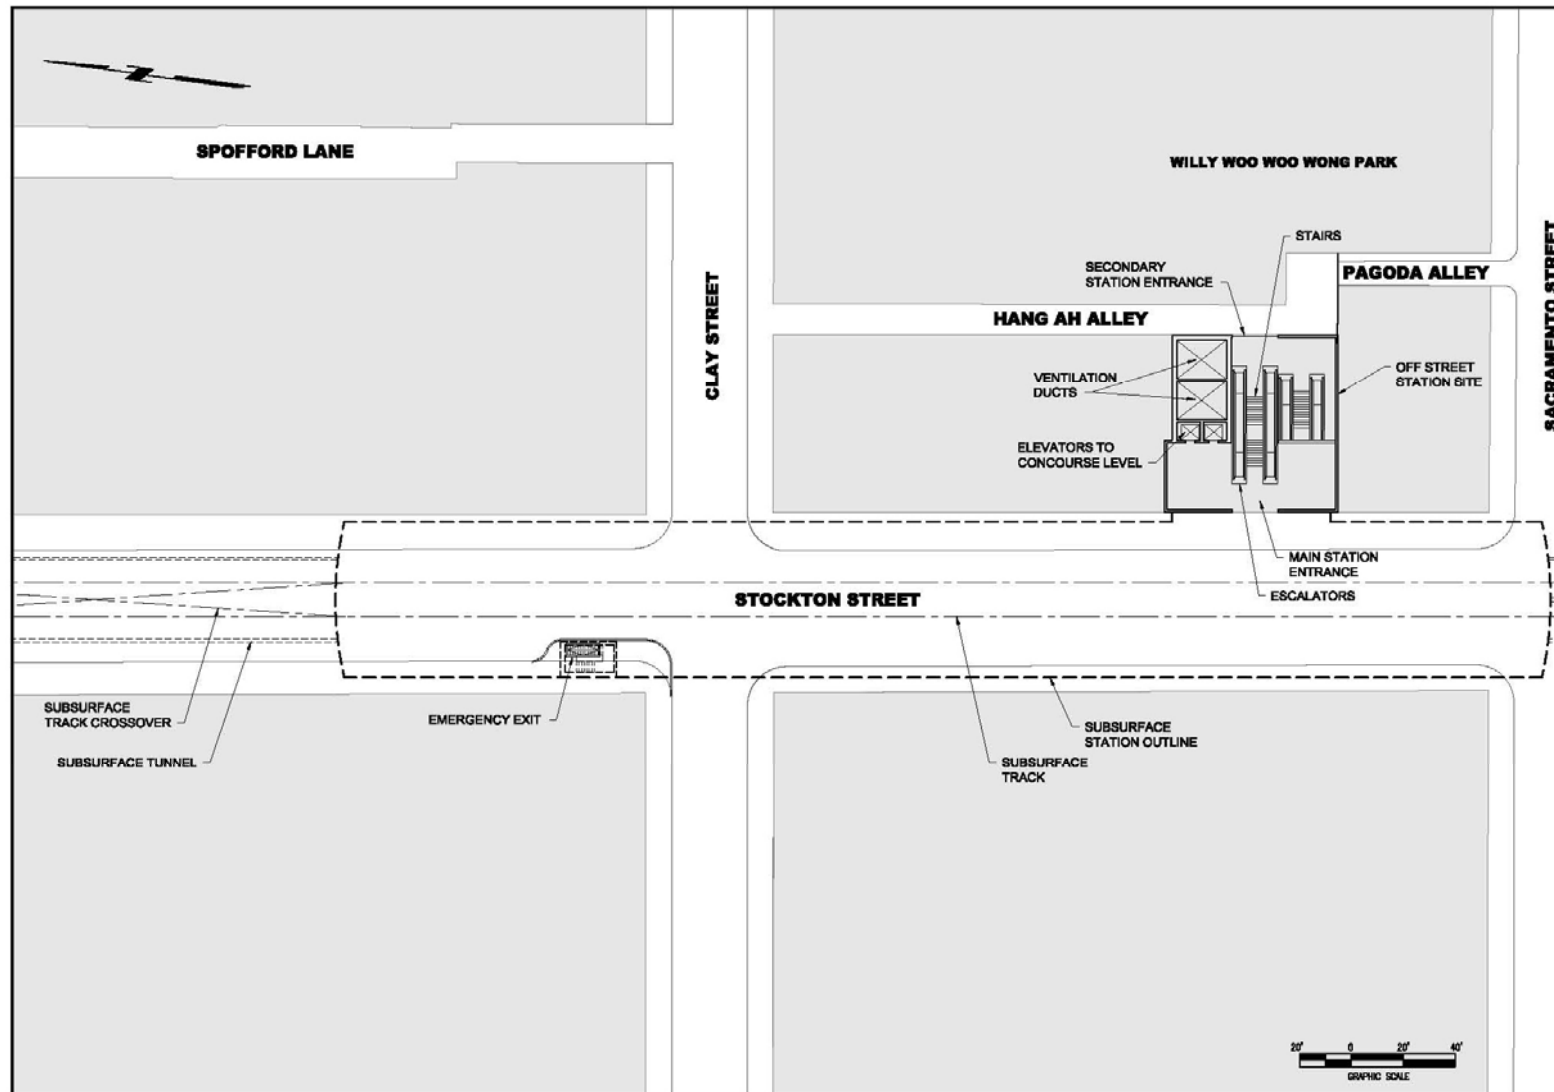 SPOFFORD LANE
WILLY WOO WOO WONG PARK
STAIRS
SECONDARY
STATION ENTRANCE
PAGODA ALLEY
SACRAMENTO STREET
CLAY STREET
HANG AH ALLEY
VENTILATION
DUCTS
OFF STREET
STATION SITE
ELEVATORS TO
CONCOURSE LEVEL
MAIN STATION
ENTRANCE
ESCALATORS
STOCKTON STREET
SUBSURFACE
TRACK CROSSOVER
EMERGENCY EXIT
SUBSURFACE
STATION OUTLINE
SUBSURFACE TUNNEL
SUBSURFACE
TRACK
20' 0 20' 40'
GRAPHIC SCALE